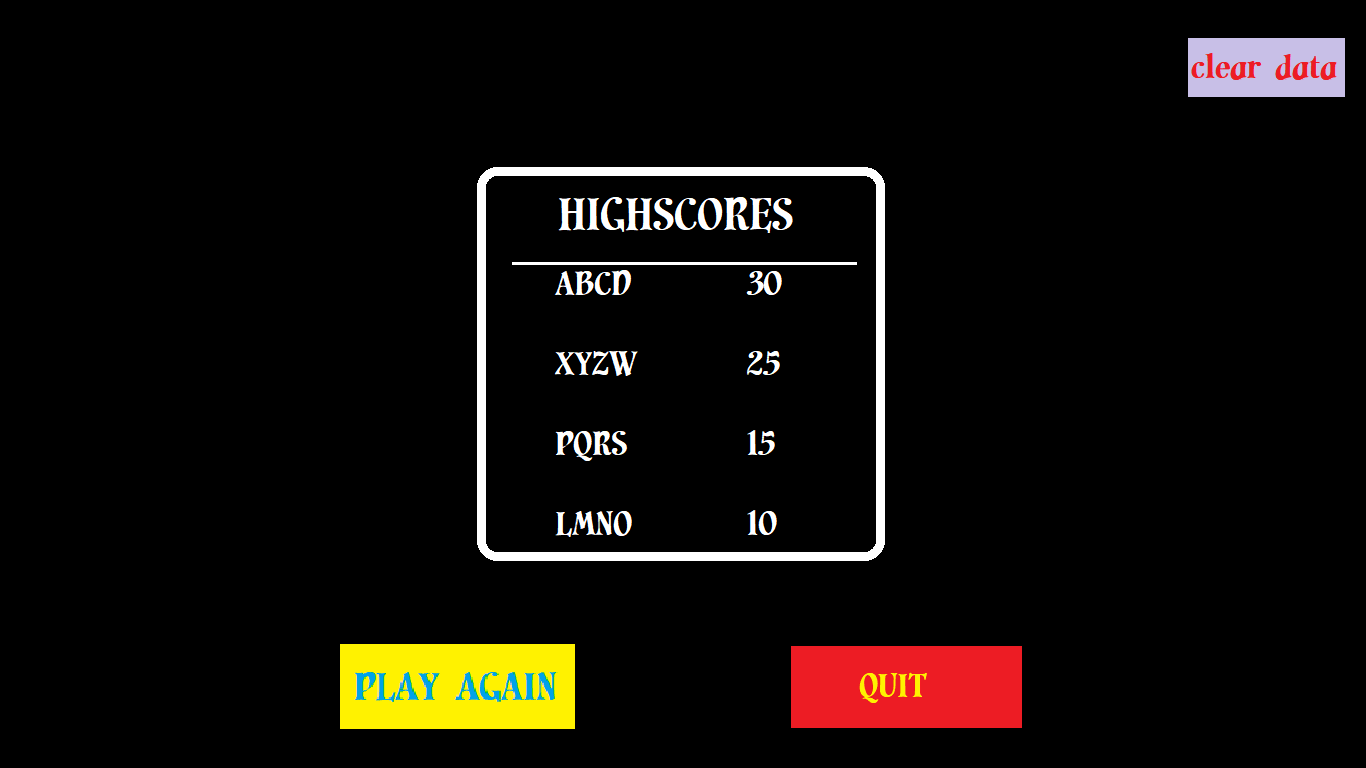 clear data
HIGHSCORES
ABCD 30
XYZW 25
PQRS 15
LMNO 10
PLAY AGAIN
QUIT